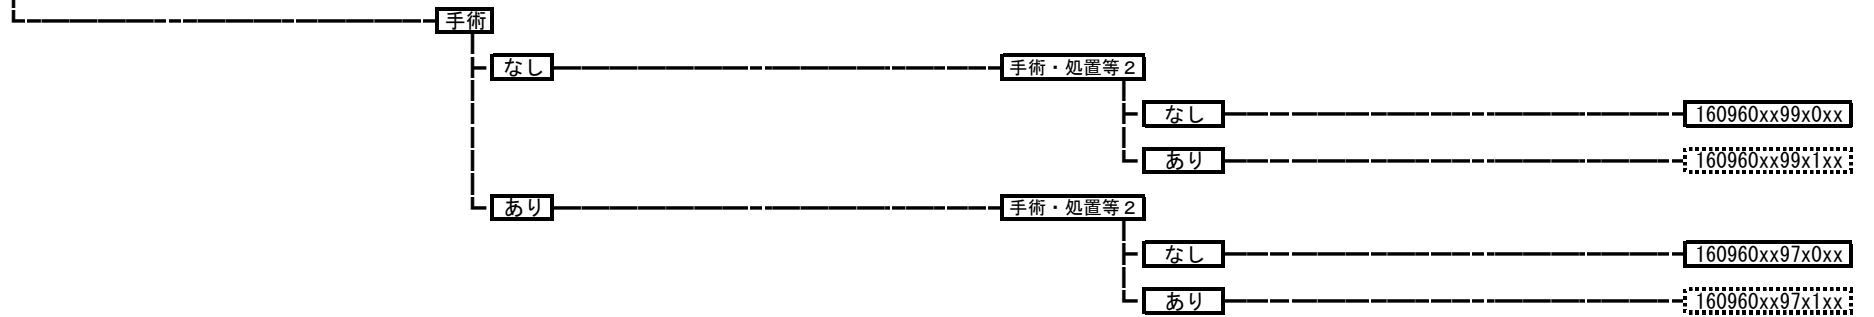 手術
なし 手術・処置等2
なし 160960xx99x0xx
あり 160960xx99x1xx
あり 手術・処置等2
なし 160960xx97x0xx
あり 160960xx97x1xx